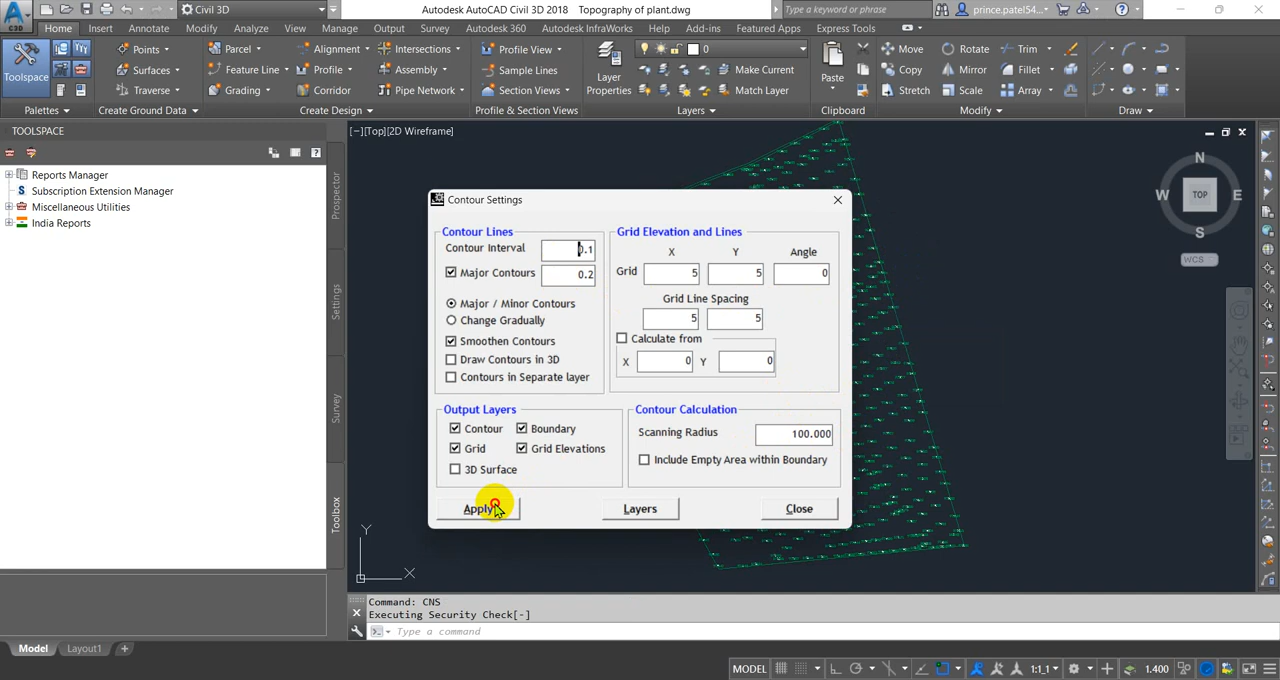 Civil 3D
Autodesk AutoCAD Civil 3D 2018 Topography of plant.dwg
Type a keyword or phrase
prince.patel54...
C3D
Home Insert Annotate Modify Analyze View Manage Output Survey Autodesk 360 Autodesk InfraWorks Help Add-ins Featured Apps Express Tools
Toolspace
Points
Surfaces
Traverse
Parcel
Feature Line
Grading
Alignment
Profile
Corridor
Intersections
Assembly
Pipe Network
Profile View
Sample Lines
Section Views
Layer
Properties
0
Make Current
Match Layer
Paste
Move
Copy
Stretch
Rotate
Mirror
Scale
Trim
Fillet
Array
Palettes
Create Ground Data
Create Design
Profile & Section Views
Layers
Clipboard
Modify
Draw
TOOLSPACE
Reports Manager
Subscription Extension Manager
Miscellaneous Utilities
India Reports
Prospector
Settings
Survey
Toolbox
[−][Top][2D Wireframe]
N
W
TOP
E
S
WCS
Contour Settings
Contour Lines
Contour Interval 0.1
Major Contours 0.2
Major / Minor Contours
Change Gradually
Smoothen Contours
Draw Contours in 3D
Contours in Separate layer
Grid Elevation and Lines
X Y Angle
Grid 5 5 0
Grid Line Spacing
5 5
Calculate from
X 0 Y 0
Output Layers
Contour Boundary
Grid Grid Elevations
3D Surface
Contour Calculation
Scanning Radius 100.000
Include Empty Area within Boundary
Apply Layers Close
Y
X
Command: CNS
Executing Security Check[-]
Type a command
Model Layout1
MODEL 1:1_1 1.400